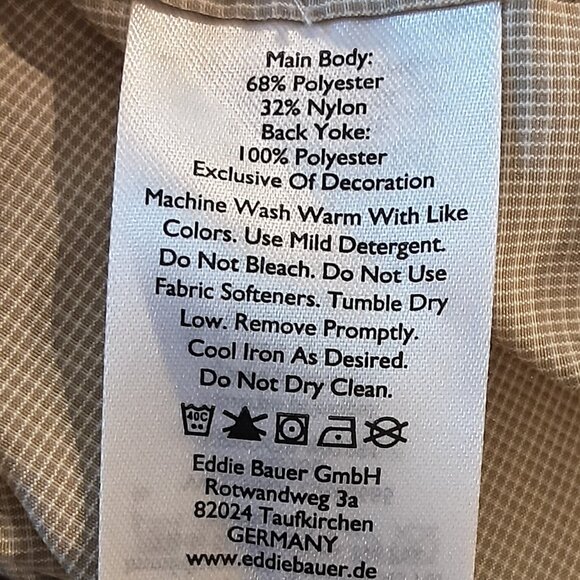 Main Body:
68% Polyester
32% Nylon
Back Yoke:
100% Polyester
Exclusive Of Decoration
Machine Wash Warm With Like
Colors. Use Mild Detergent.
Do Not Bleach. Do Not Use
Fabric Softeners. Tumble Dry
Low. Remove Promptly.
Cool Iron As Desired.
Do Not Dry Clean.
40C
Eddie Bauer GmbH
Rotwandweg 3a
82024 Taufkirchen
GERMANY
www.eddiebauer.de